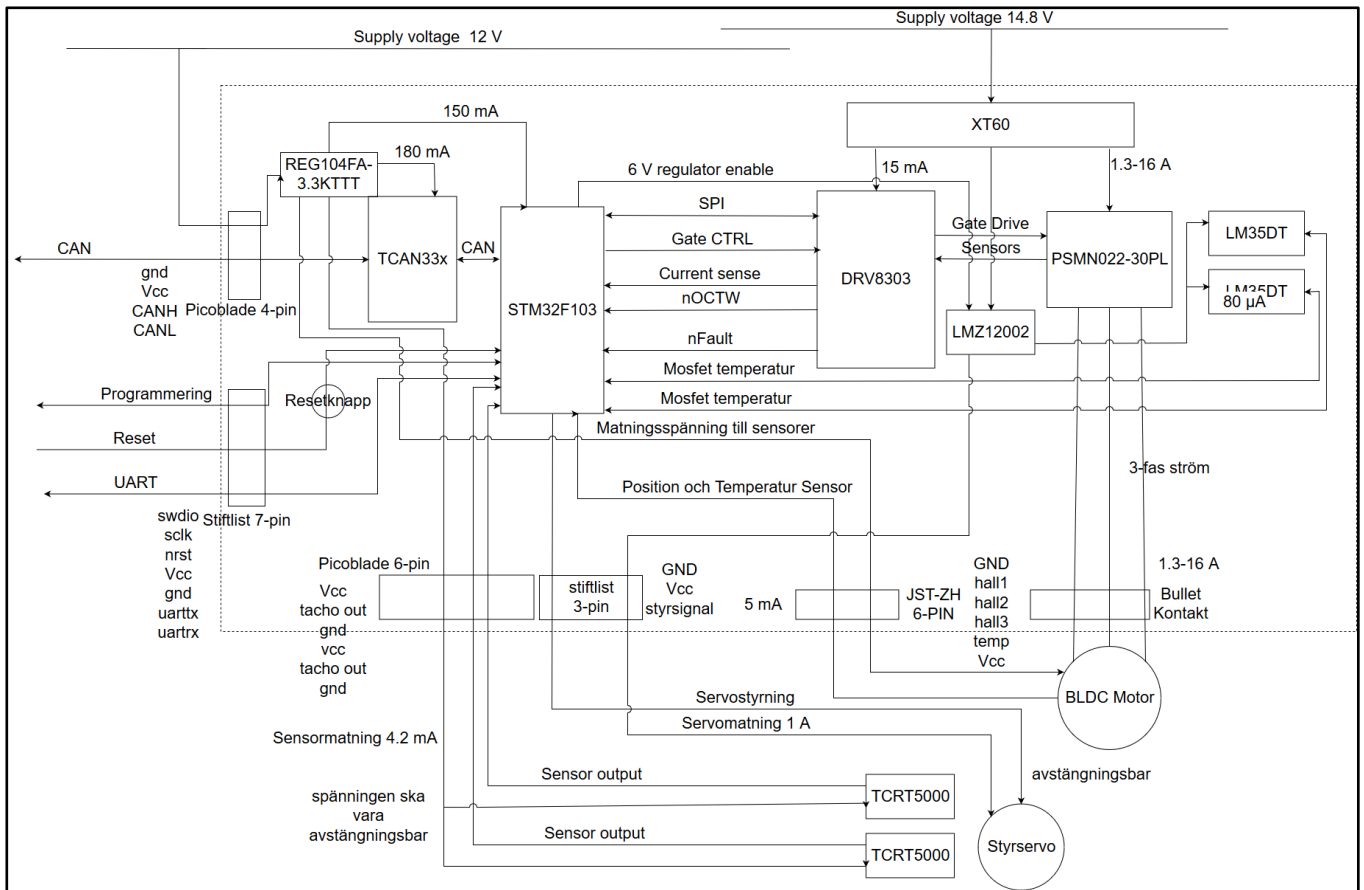 Supply voltage 14.8 V
Supply voltage  12 V
150 mA
XT60
180 mA
REG104FA-
3.3KTTT
6 V regulator enable
15 mA
1.3-16 A
SPI
Gate Drive
Sensors
LM35DT
Gate CTRL
CAN
TCAN33x
CAN
DRV8303
PSMN022-30PL
Current sense
gnd
Vcc
CANH
CANL
Picoblade 4-pin
STM32F103
nOCTW
LM35DT
80 µA
LMZ12002
nFault
Mosfet temperatur
Programmering
Resetknapp
Mosfet temperatur
Matningsspänning till sensorer
Reset
3-fas ström
UART
Position och Temperatur Sensor
swdio
sclk
nrst
Vcc
gnd
uarttx
uartrx
Stiftlist 7-pin
Picoblade 6-pin
Vcc
tacho out
gnd
vcc
tacho out
gnd
stiftlist
3-pin
GND
Vcc
styrsignal
5 mA
JST-ZH
6-PIN
GND
hall1
hall2
hall3
temp
Vcc
1.3-16 A
Bullet
Kontakt
BLDC Motor
Servostyrning
Servomatning 1 A
Sensormatning 4.2 mA
avstängningsbar
Sensor output
TCRT5000
spänningen ska
vara
avstängningsbar
Sensor output
TCRT5000
Styrservo